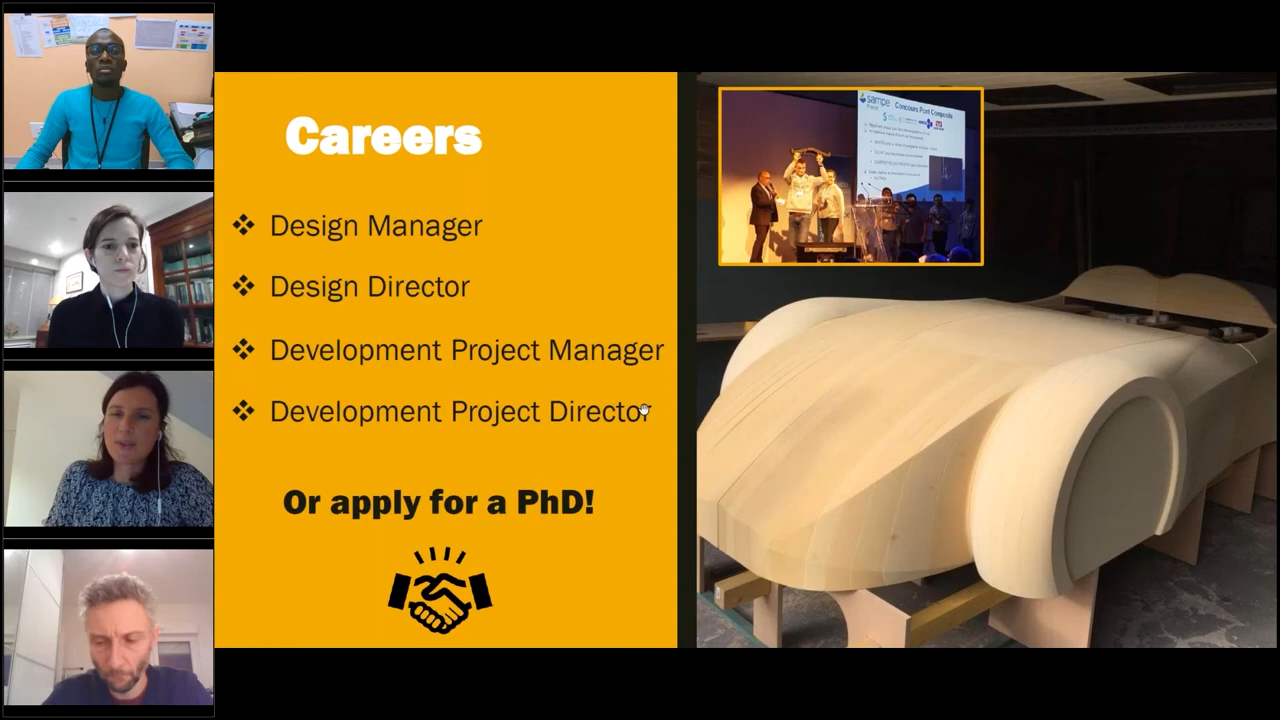 Careers
Design Manager
Design Director
Development Project Manager
Development Project Director
Or apply for a PhD!
sampe
France
Concours Pont Composite